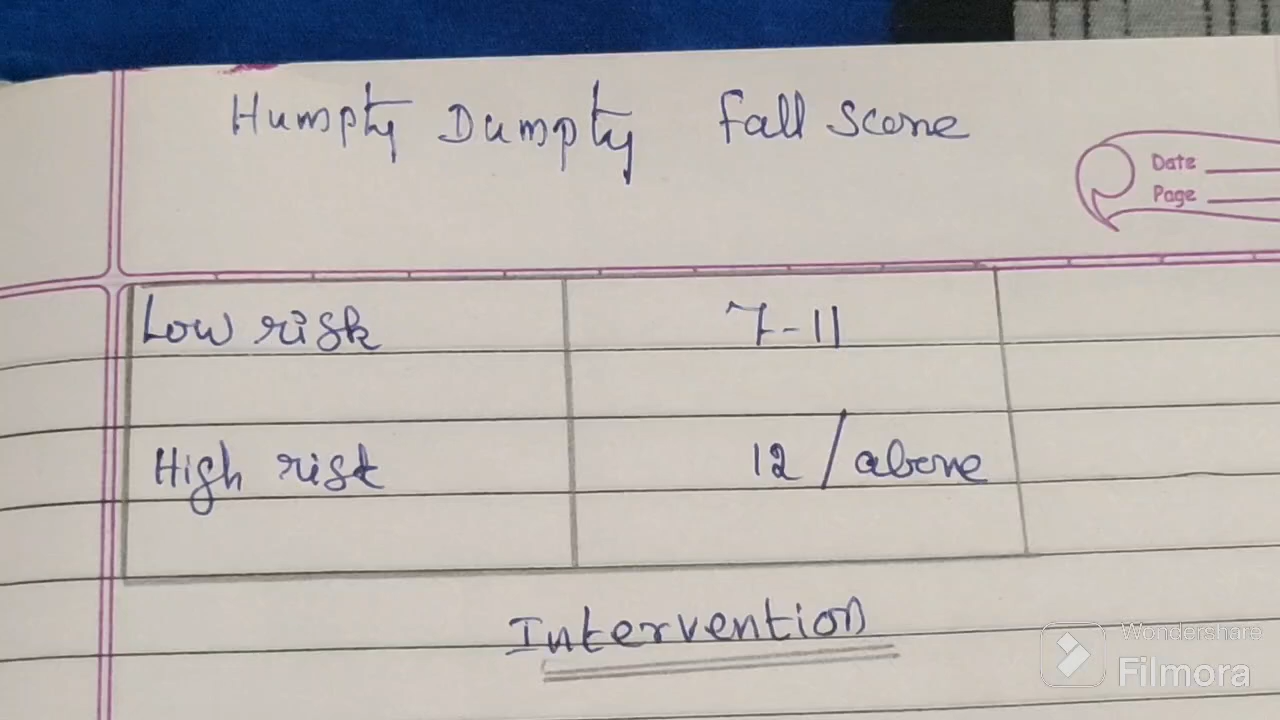 Humpty Dumpty fall score
Date
Page
Low risk 7-11
High risk 12 / above
Intervention
Wondershare
Filmora